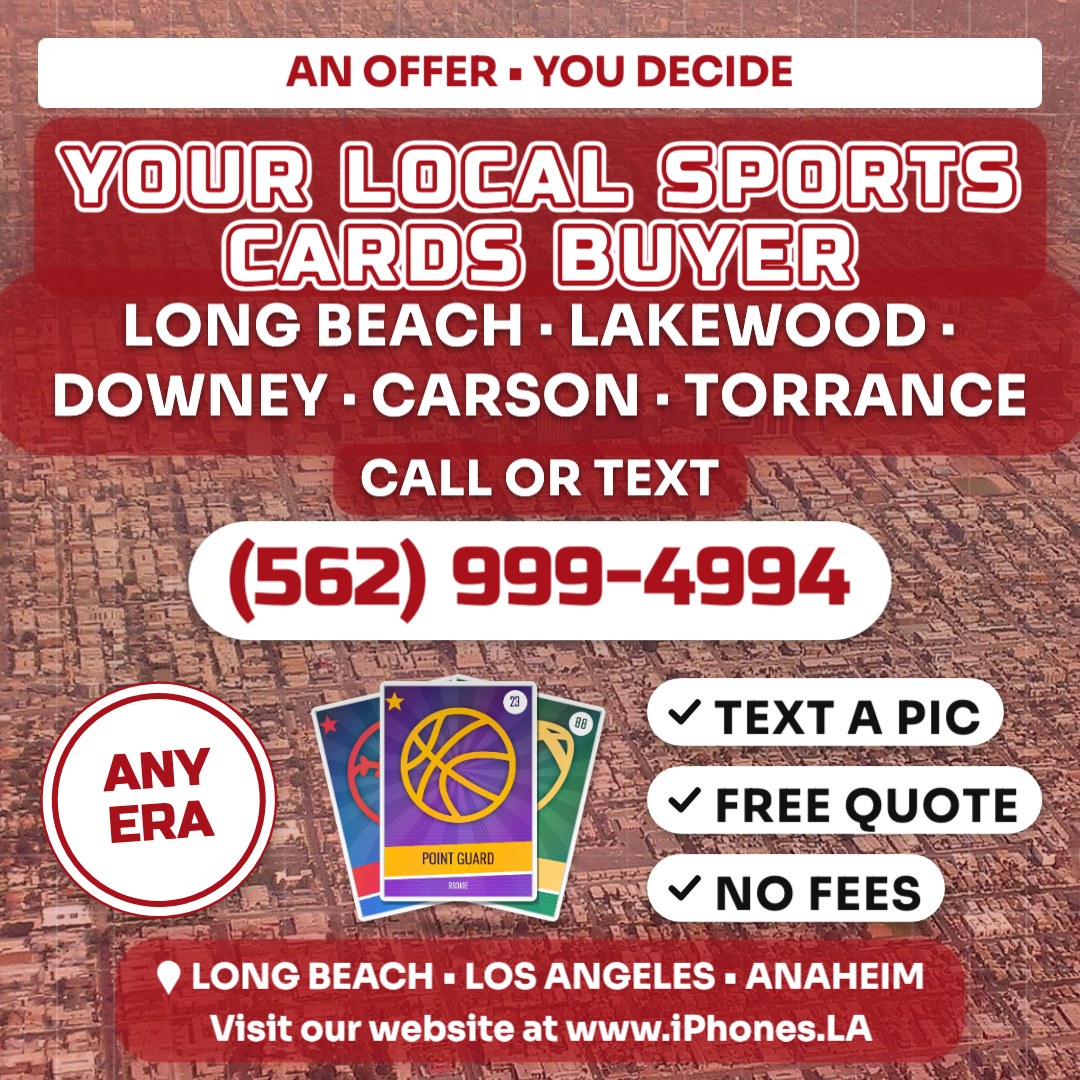 AN OFFER ▪ YOU DECIDE
YOUR LOCAL SPORTS
CARDS BUYER
LONG BEACH · LAKEWOOD ·
DOWNEY · CARSON · TORRANCE
CALL OR TEXT
(562) 999-4994
ANY
ERA
23
88
POINT GUARD
ROOKIE
✓ TEXT A PIC
✓ FREE QUOTE
✓ NO FEES
LONG BEACH ▪ LOS ANGELES ▪ ANAHEIM
Visit our website at www.iPhones.LA